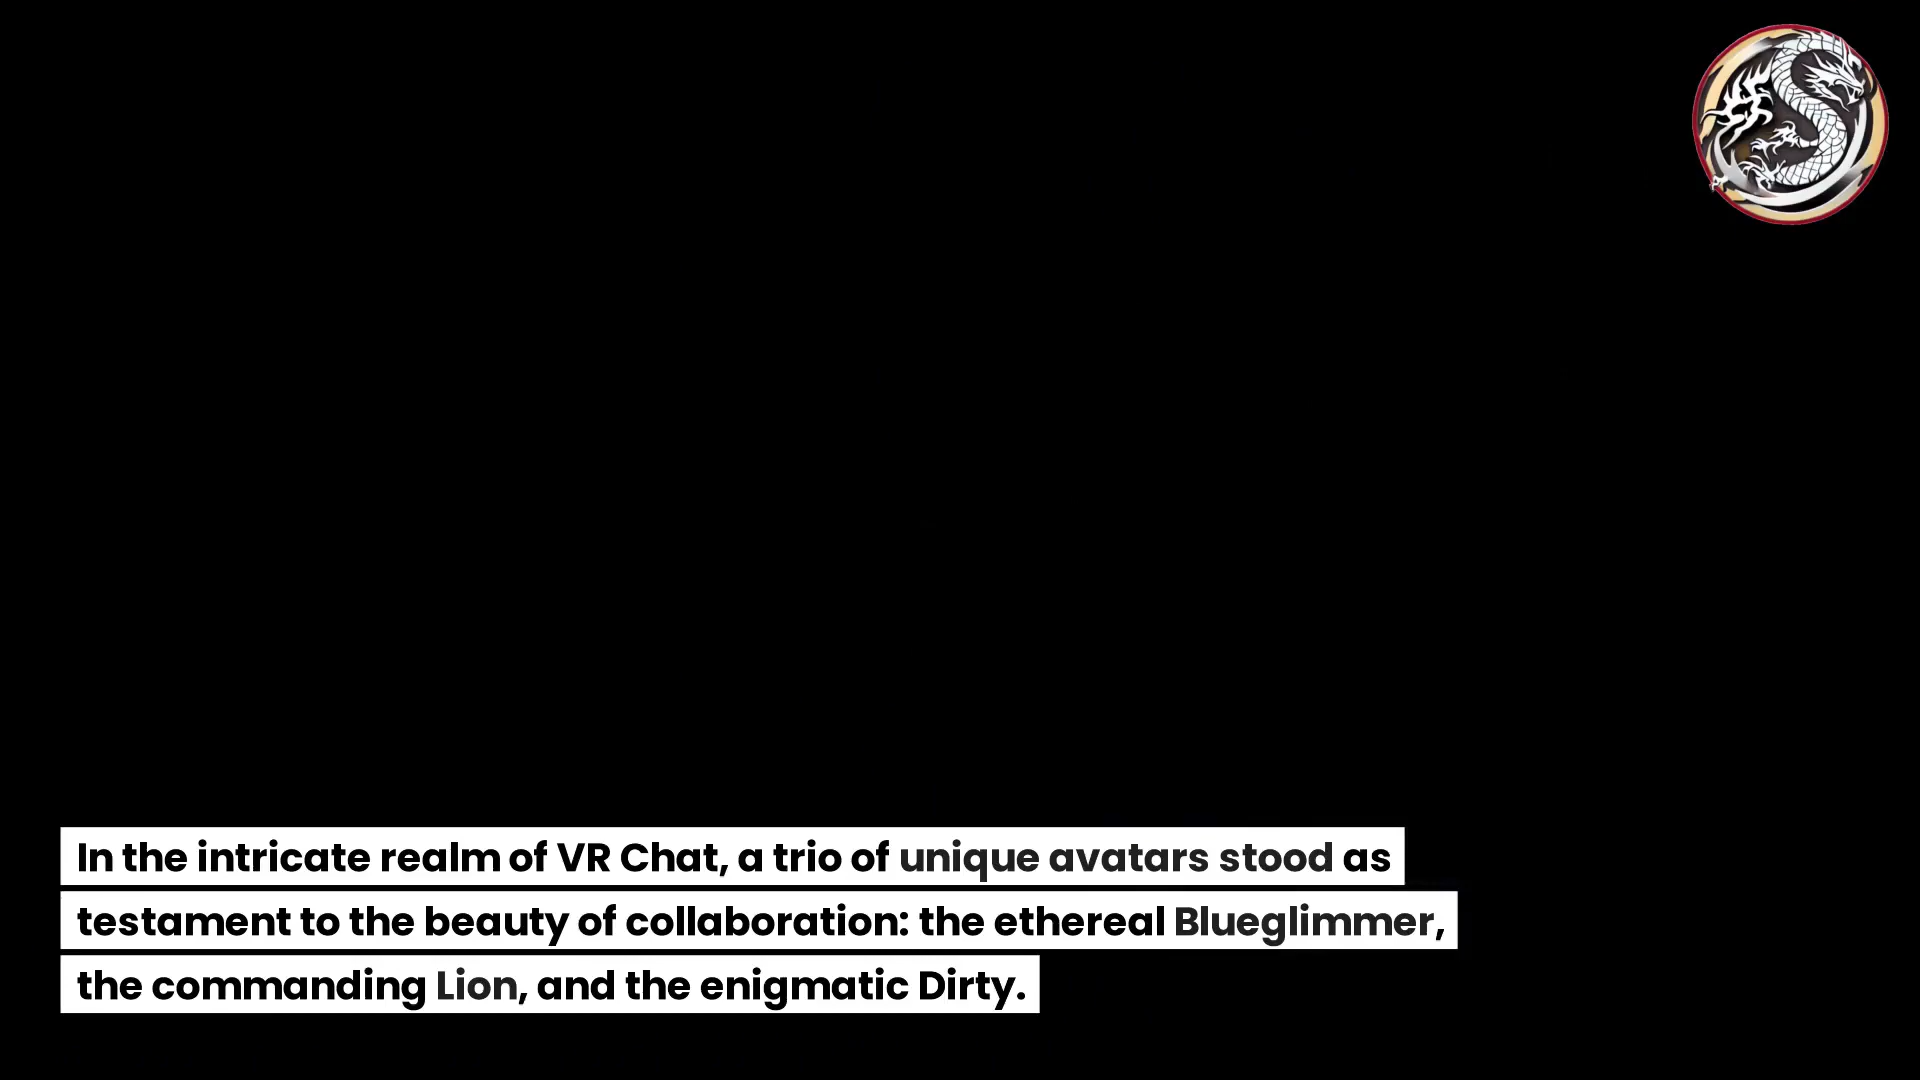 In the intricate realm of VR Chat, a trio of unique avatars stood as
testament to the beauty of collaboration: the ethereal Blueglimmer,
the commanding Lion, and the enigmatic Dirty.